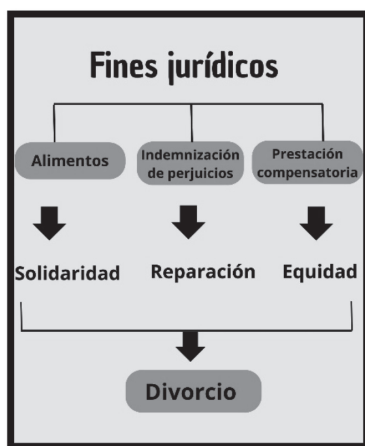 Fines jurídicos
Alimentos
Indemnización
de perjuicios
Prestación
compensatoria
Solidaridad
Reparación
Equidad
Divorcio